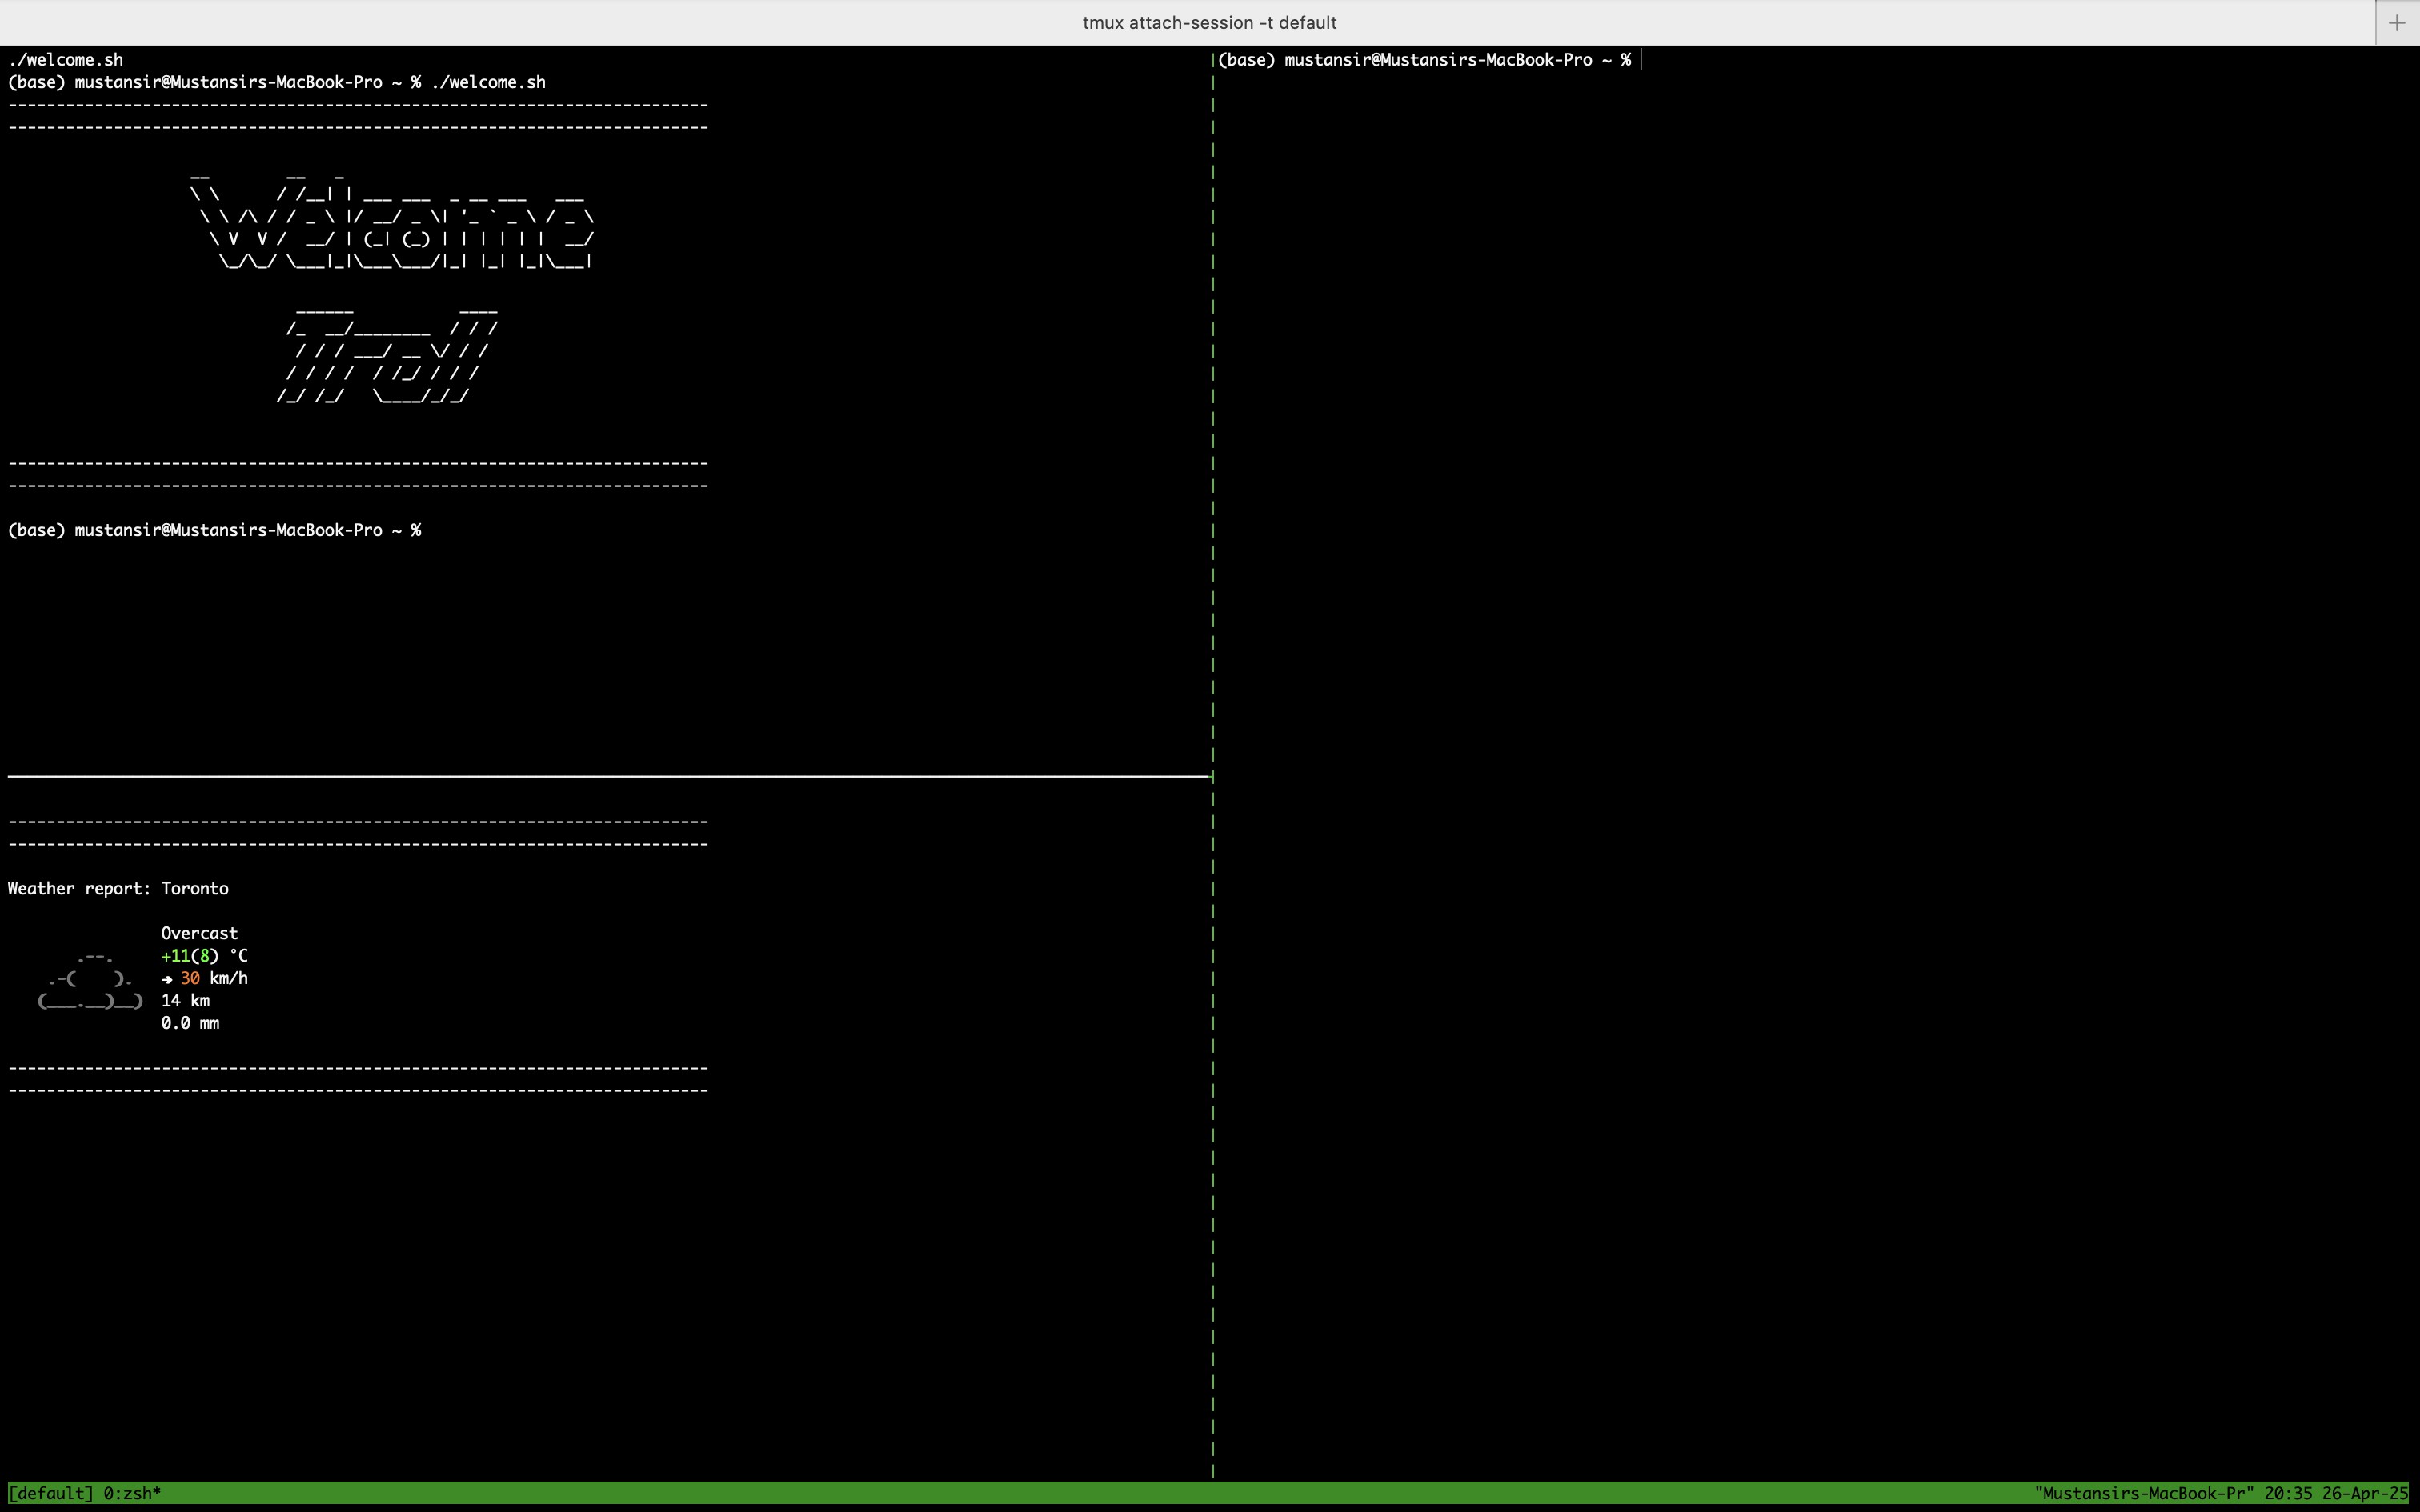 tmux attach-session -t default
./welcome.sh
(base) mustansir@Mustansirs-MacBook-Pro ~ % ./welcome.sh
-------------------------------------------------------------------------
-------------------------------------------------------------------------
Welcome
Troll
-------------------------------------------------------------------------
-------------------------------------------------------------------------
(base) mustansir@Mustansirs-MacBook-Pro ~ %
-------------------------------------------------------------------------
-------------------------------------------------------------------------
Weather report: Toronto
Overcast
+11(8) °C
→ 30 km/h
14 km
0.0 mm
-------------------------------------------------------------------------
-------------------------------------------------------------------------
(base) mustansir@Mustansirs-MacBook-Pro ~ %
[default] 0:zsh*
"Mustansirs-MacBook-Pr" 20:35 26-Apr-25